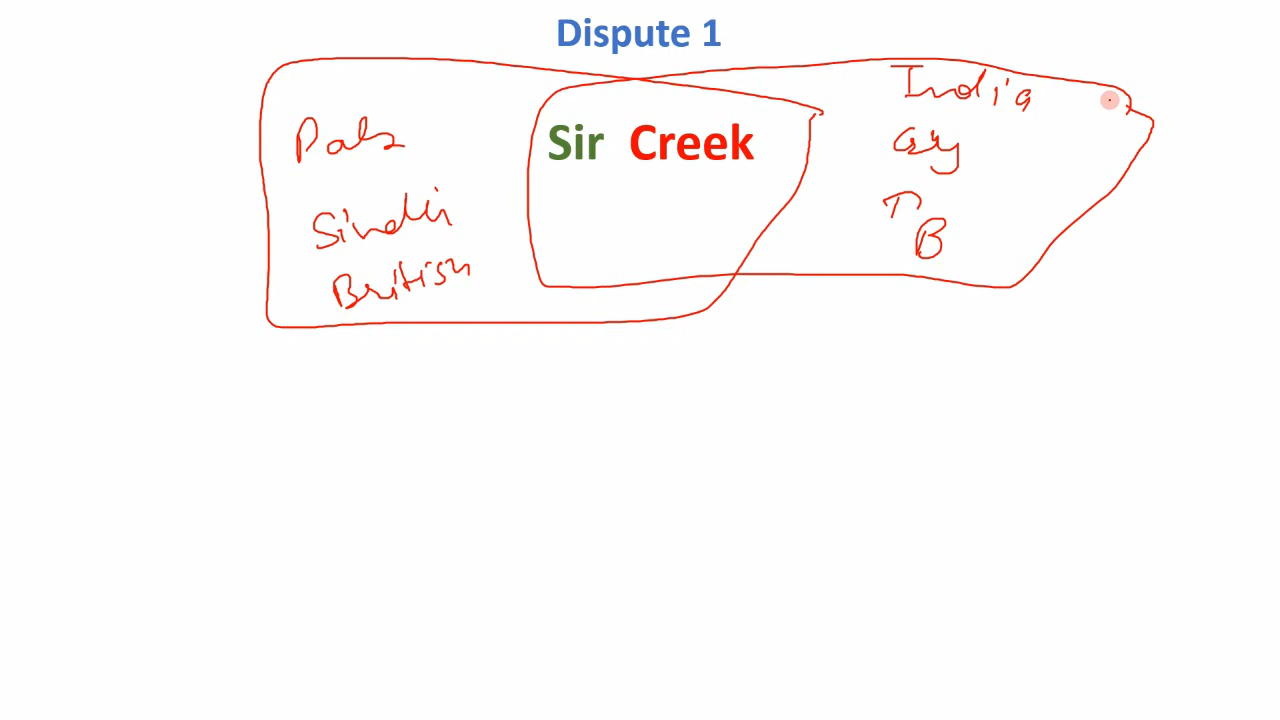 Dispute 1
Sir Creek
India
Pak
Sindh
British
B